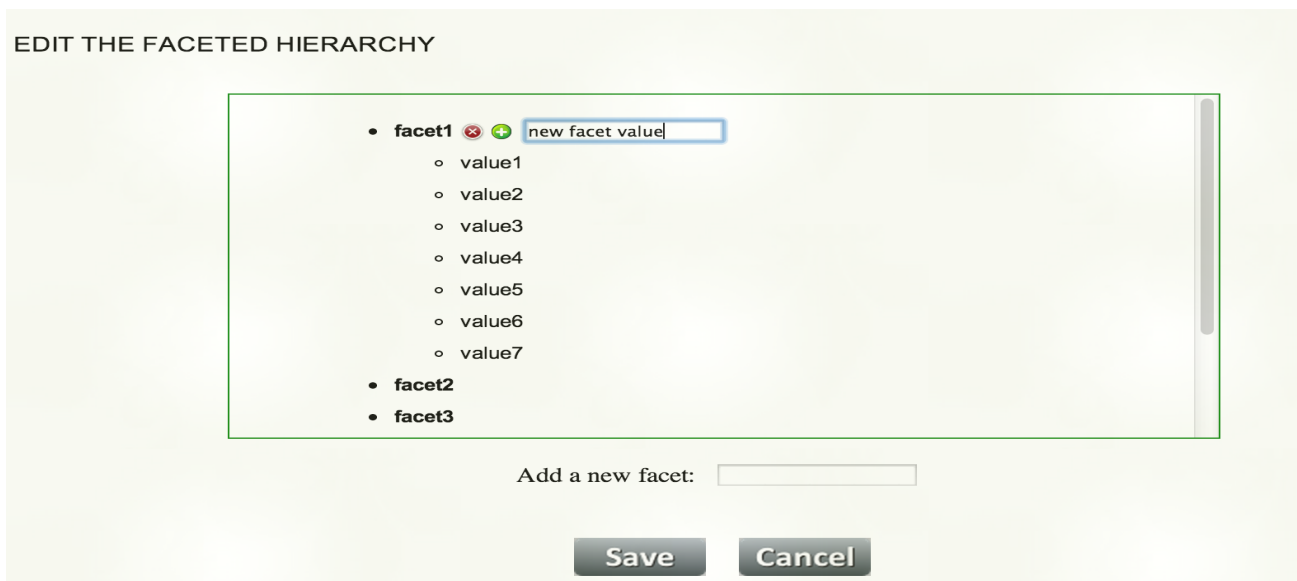 EDIT THE FACETED HIERARCHY
facet1 new facet value
value1
value2
value3
value4
value5
value6
value7
facet2
facet3
Add a new facet:
Save Cancel